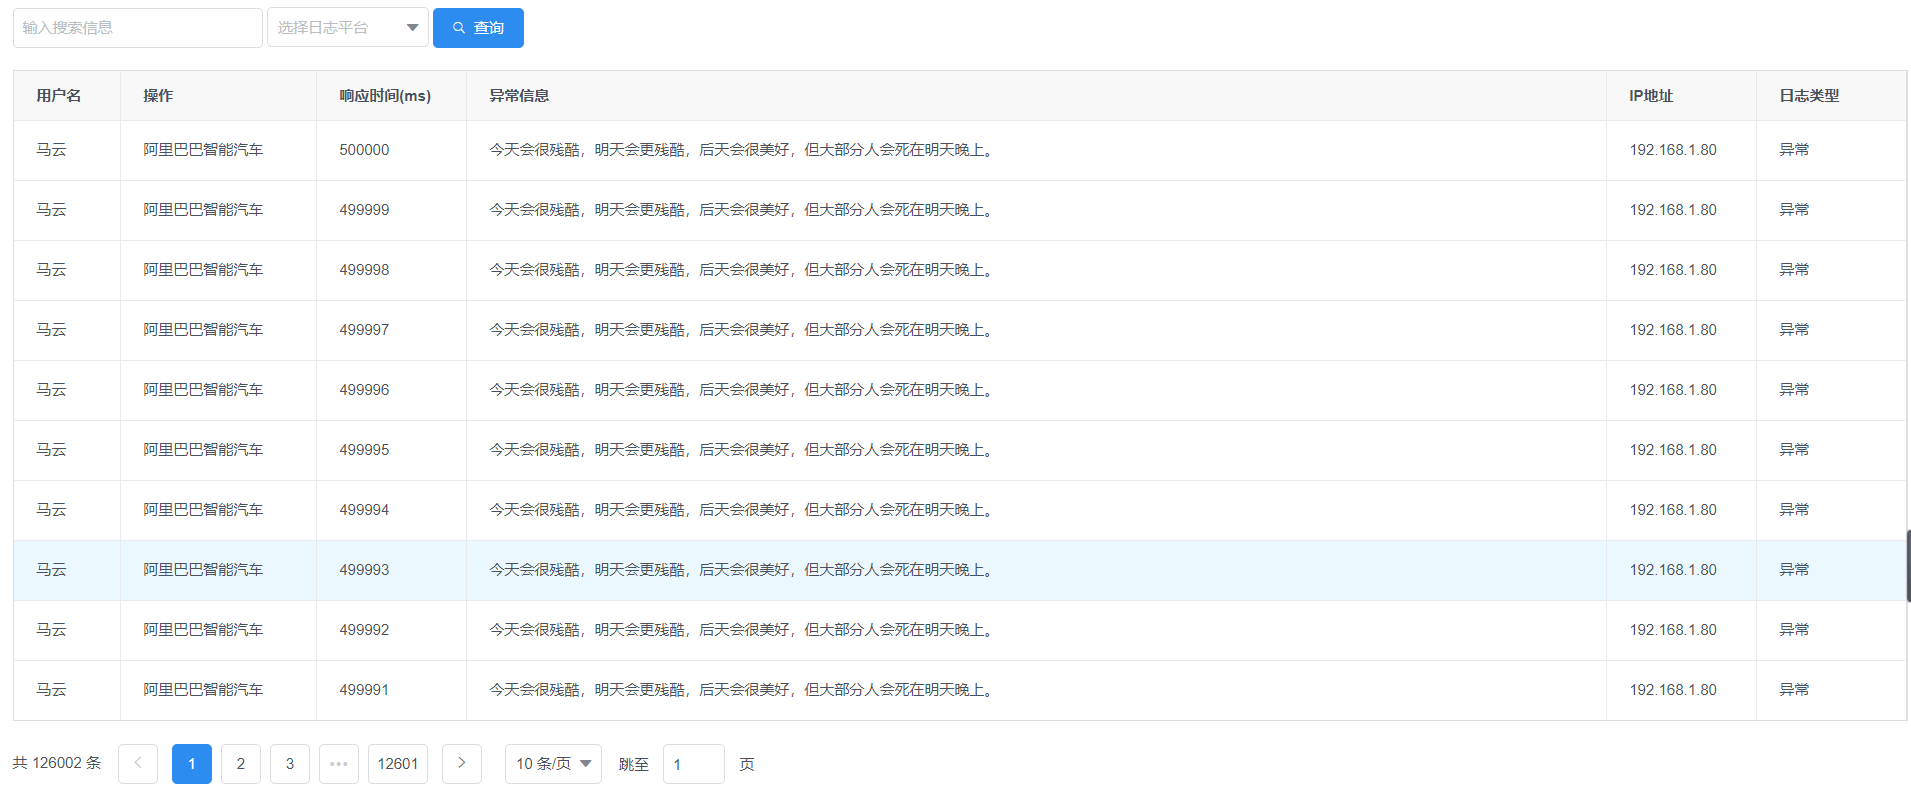 输入搜索信息 选择日志平台 查询
用户名 操作 响应时间(ms) 异常信息 IP地址 日志类型
马云 阿里巴巴智能汽车 500000 今天会很残酷，明天会更残酷，后天会很美好，但大部分人会死在明天晚上。 192.168.1.80 异常
马云 阿里巴巴智能汽车 499999 今天会很残酷，明天会更残酷，后天会很美好，但大部分人会死在明天晚上。 192.168.1.80 异常
马云 阿里巴巴智能汽车 499998 今天会很残酷，明天会更残酷，后天会很美好，但大部分人会死在明天晚上。 192.168.1.80 异常
马云 阿里巴巴智能汽车 499997 今天会很残酷，明天会更残酷，后天会很美好，但大部分人会死在明天晚上。 192.168.1.80 异常
马云 阿里巴巴智能汽车 499996 今天会很残酷，明天会更残酷，后天会很美好，但大部分人会死在明天晚上。 192.168.1.80 异常
马云 阿里巴巴智能汽车 499995 今天会很残酷，明天会更残酷，后天会很美好，但大部分人会死在明天晚上。 192.168.1.80 异常
马云 阿里巴巴智能汽车 499994 今天会很残酷，明天会更残酷，后天会很美好，但大部分人会死在明天晚上。 192.168.1.80 异常
马云 阿里巴巴智能汽车 499993 今天会很残酷，明天会更残酷，后天会很美好，但大部分人会死在明天晚上。 192.168.1.80 异常
马云 阿里巴巴智能汽车 499992 今天会很残酷，明天会更残酷，后天会很美好，但大部分人会死在明天晚上。 192.168.1.80 异常
马云 阿里巴巴智能汽车 499991 今天会很残酷，明天会更残酷，后天会很美好，但大部分人会死在明天晚上。 192.168.1.80 异常
共 126002 条 1 2 3 ••• 12601 10 条/页 跳至 1 页